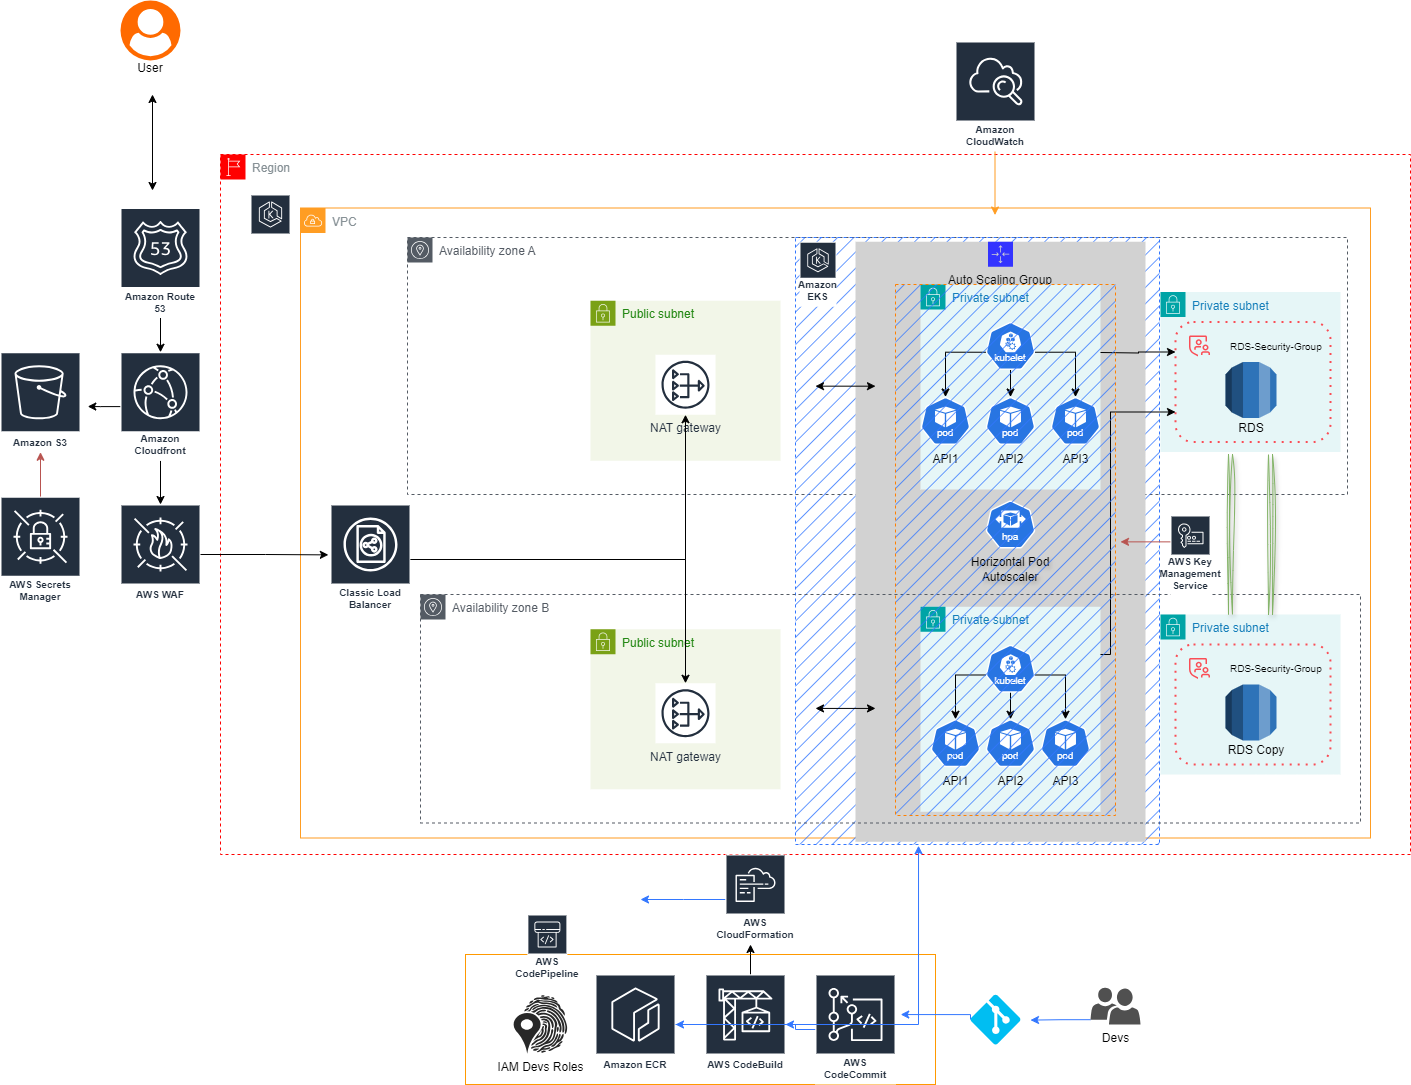 User
Amazon
CloudWatch
Region
VPC
53
Amazon Route
53
Availability zone A
Amazon
EKS
Auto Scaling Group
Private subnet
Private subnet
Public subnet
RDS-Security-Group
kubelet
NAT gateway
pod
pod
pod
RDS
API1
API2
API3
Amazon S3
Amazon
Cloudfront
hpa
Horizontal Pod
Autoscaler
AWS Key
Management
Service
AWS Secrets
Manager
AWS WAF
Classic Load
Balancer
Availability zone B
Private subnet
Private subnet
Public subnet
RDS-Security-Group
kubelet
NAT gateway
pod
pod
pod
RDS Copy
API1
API2
API3
AWS
CloudFormation
AWS
CodePipeline
IAM Devs Roles
Amazon ECR
AWS CodeBuild
AWS
CodeCommit
Devs